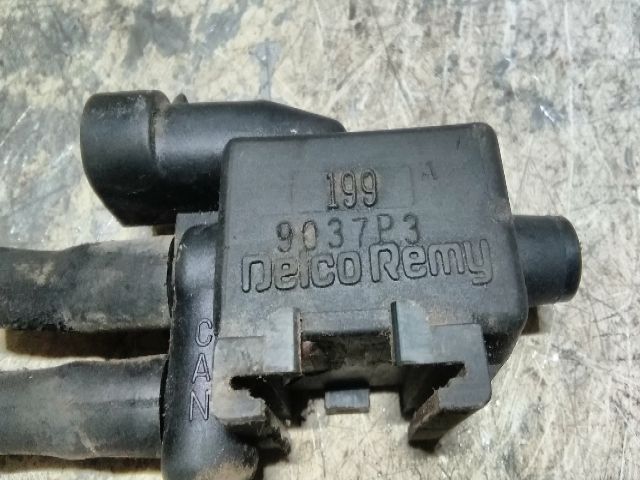 199
A
9037P3
Delco Remy
CAN